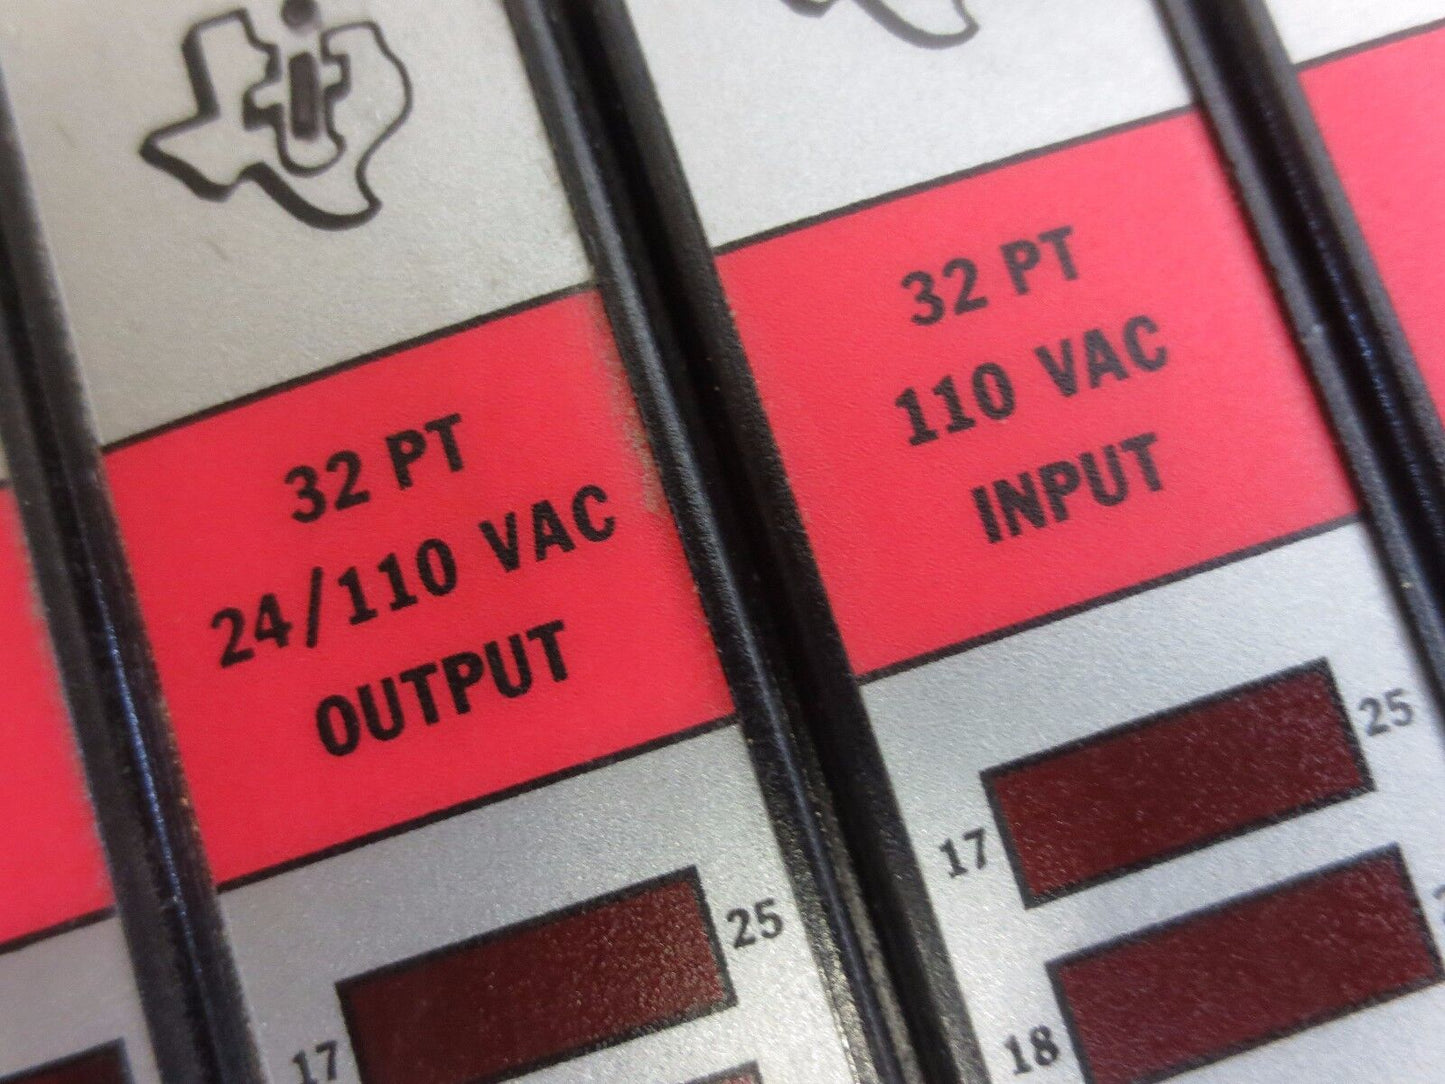 32 PT
24/110 VAC
OUTPUT
25
17
32 PT
110 VAC
INPUT
25
17
18